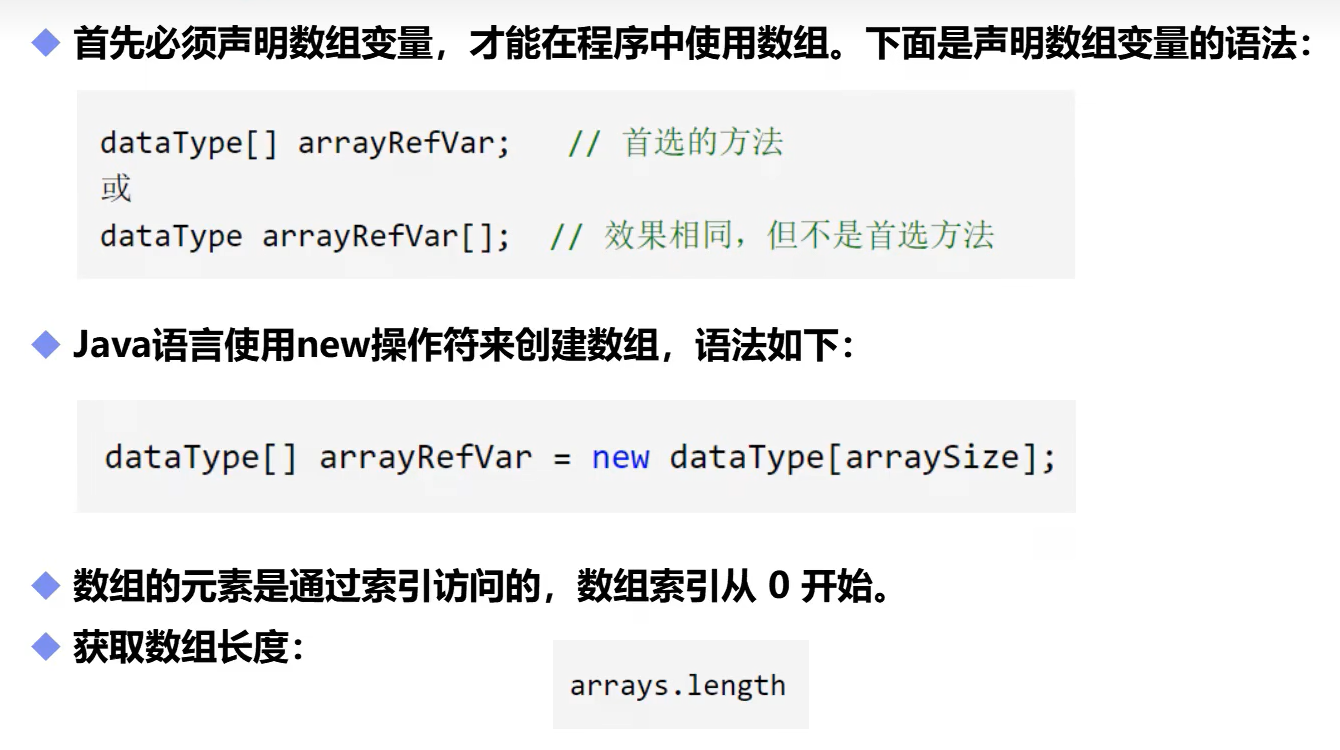 首先必须声明数组变量，才能在程序中使用数组。下面是声明数组变量的语法：
dataType[] arrayRefVar;   // 首选的方法
或
dataType arrayRefVar[];  // 效果相同，但不是首选方法
Java语言使用new操作符来创建数组，语法如下：
dataType[] arrayRefVar = new dataType[arraySize];
数组的元素是通过索引访问的，数组索引从 0 开始。
获取数组长度：
arrays.length